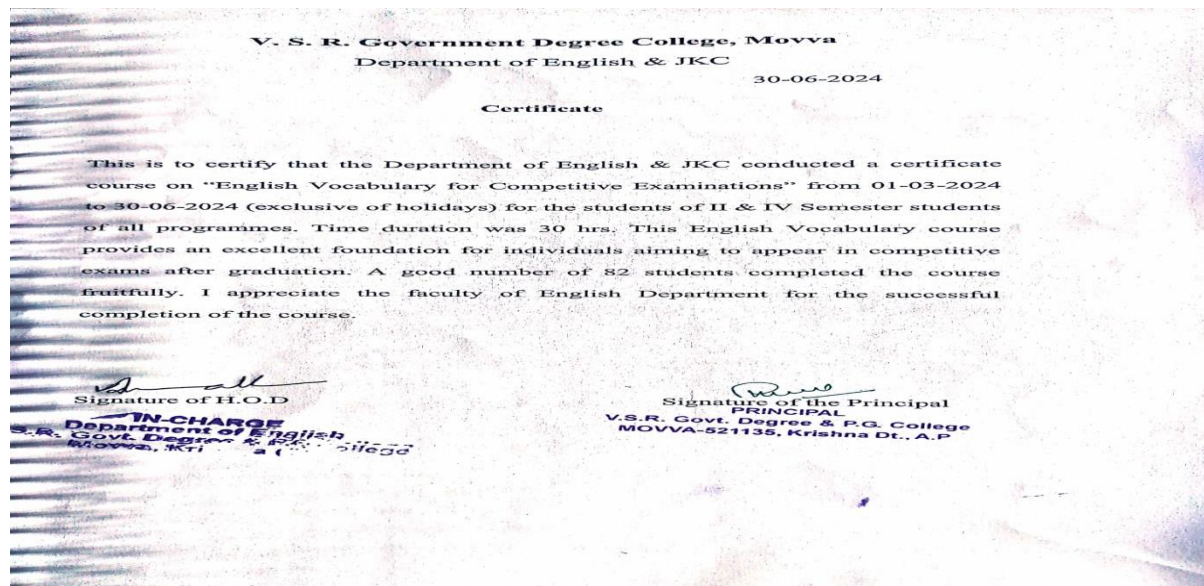 V. S. R. Government Degree College, Movva
Department of English & JKC
30-06-2024
Certificate
This is to certify that the Department of English & JKC conducted a certificate
course on “English Vocabulary for Competitive Examinations” from 01-03-2024
to 30-06-2024 (exclusive of holidays) for the students of II & IV Semester students
of all programmes. Time duration was 30 hrs. This English Vocabulary course
provides an excellent foundation for individuals aiming to appear in competitive
exams after graduation. A good number of 82 students completed the course
fruitfully. I appreciate the faculty of English Department for the successful
completion of the course.
Signature of H.O.D
IN-CHARGE
Department of English
S.R. Govt. Degree &
Movva,
Signature of the Principal
PRINCIPAL
V.S.R. Govt. Degree & P.G. College
MOVVA-521135, Krishna Dt., A.P